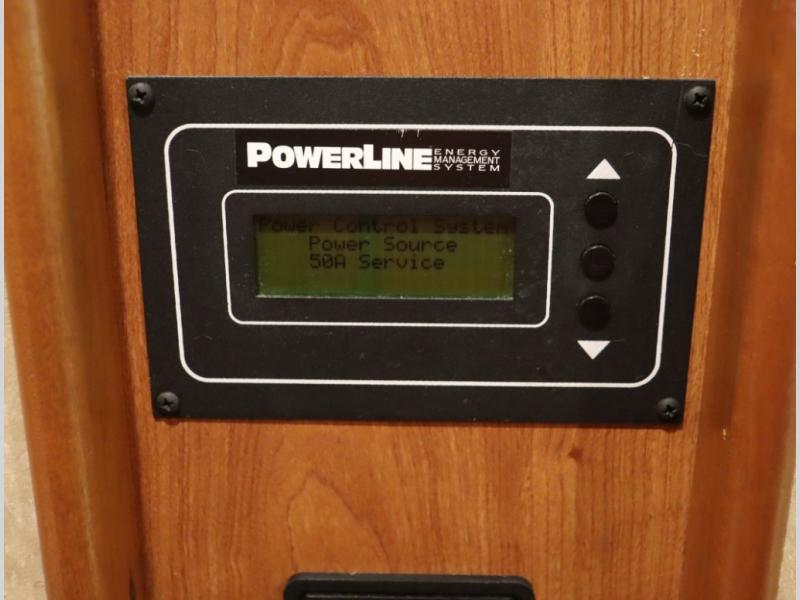 POWERLINE ENERGY MANAGEMENT SYSTEM
Power Control System
Power Source
50A Service